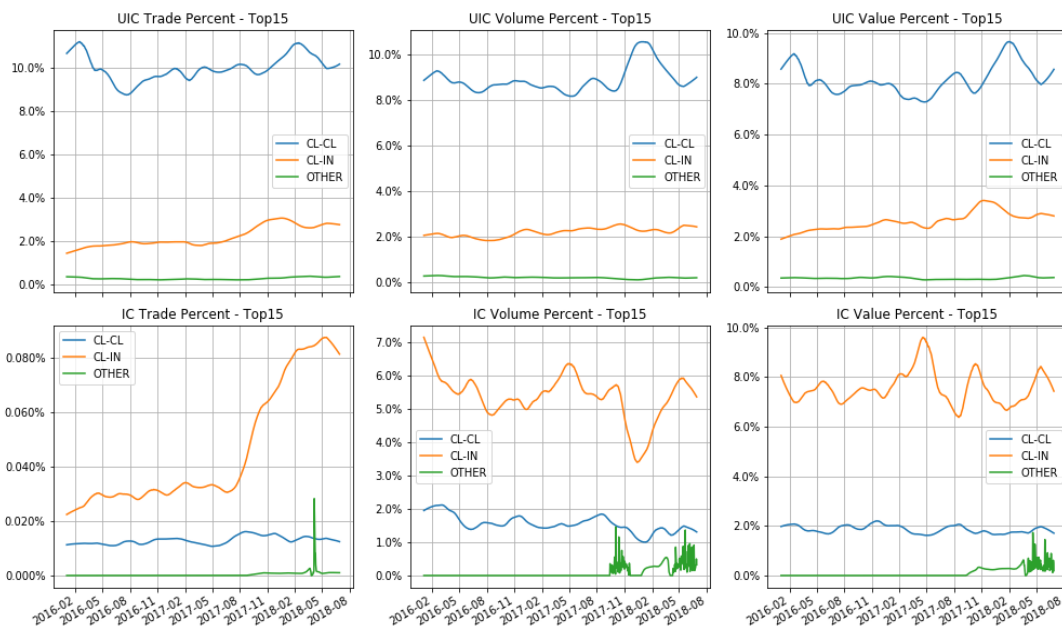 UIC Trade Percent - Top15
10.0%
8.0%
6.0%
4.0%
2.0%
0.0%
CL-CL
CL-IN
OTHER
UIC Volume Percent - Top15
10.0%
8.0%
6.0%
4.0%
2.0%
0.0%
CL-CL
CL-IN
OTHER
UIC Value Percent - Top15
10.0%
8.0%
6.0%
4.0%
2.0%
0.0%
CL-CL
CL-IN
OTHER
IC Trade Percent - Top15
0.080%
0.060%
0.040%
0.020%
0.000%
CL-CL
CL-IN
OTHER
2016-02 2016-05 2016-08 2016-11 2017-02 2017-05 2017-08 2017-11 2018-02 2018-05 2018-08
IC Volume Percent - Top15
7.0%
6.0%
5.0%
4.0%
3.0%
2.0%
1.0%
0.0%
CL-CL
CL-IN
OTHER
2016-02 2016-05 2016-08 2016-11 2017-02 2017-05 2017-08 2017-11 2018-02 2018-05 2018-08
IC Value Percent - Top15
10.0%
8.0%
6.0%
4.0%
2.0%
0.0%
CL-CL
CL-IN
OTHER
2016-02 2016-05 2016-08 2016-11 2017-02 2017-05 2017-08 2017-11 2018-02 2018-05 2018-08